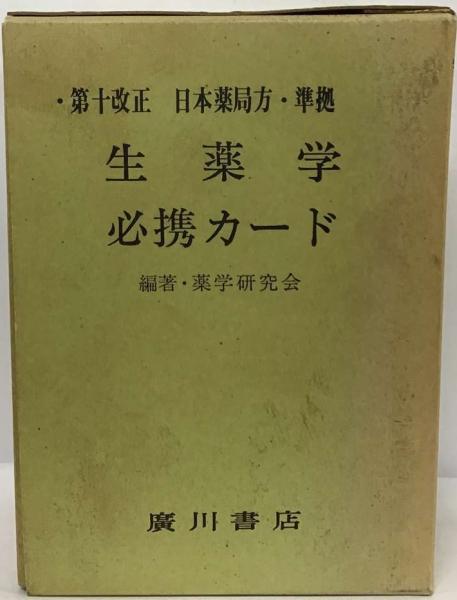 ・第十改正 日本薬局方・準拠
生薬学
必携カード
編著・薬学研究会
廣川書店